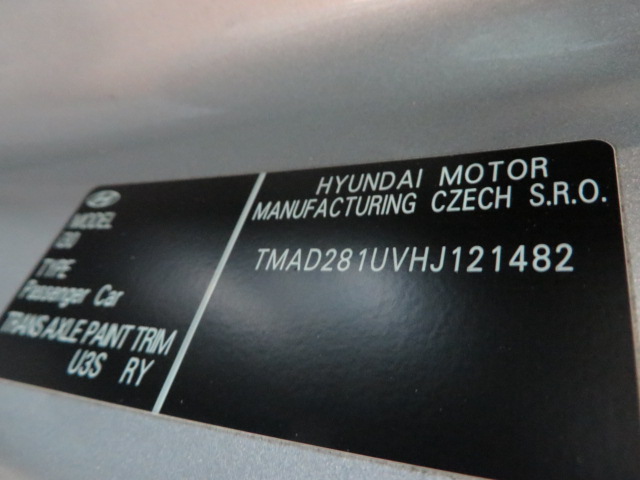 HYUNDAI MOTOR
MANUFACTURING CZECH S.R.O.
TMAD281UVHJ121482
MODEL
i30
TYPE
Passenger Car
TRANS AXLE PAINT TRIM
U3S RY